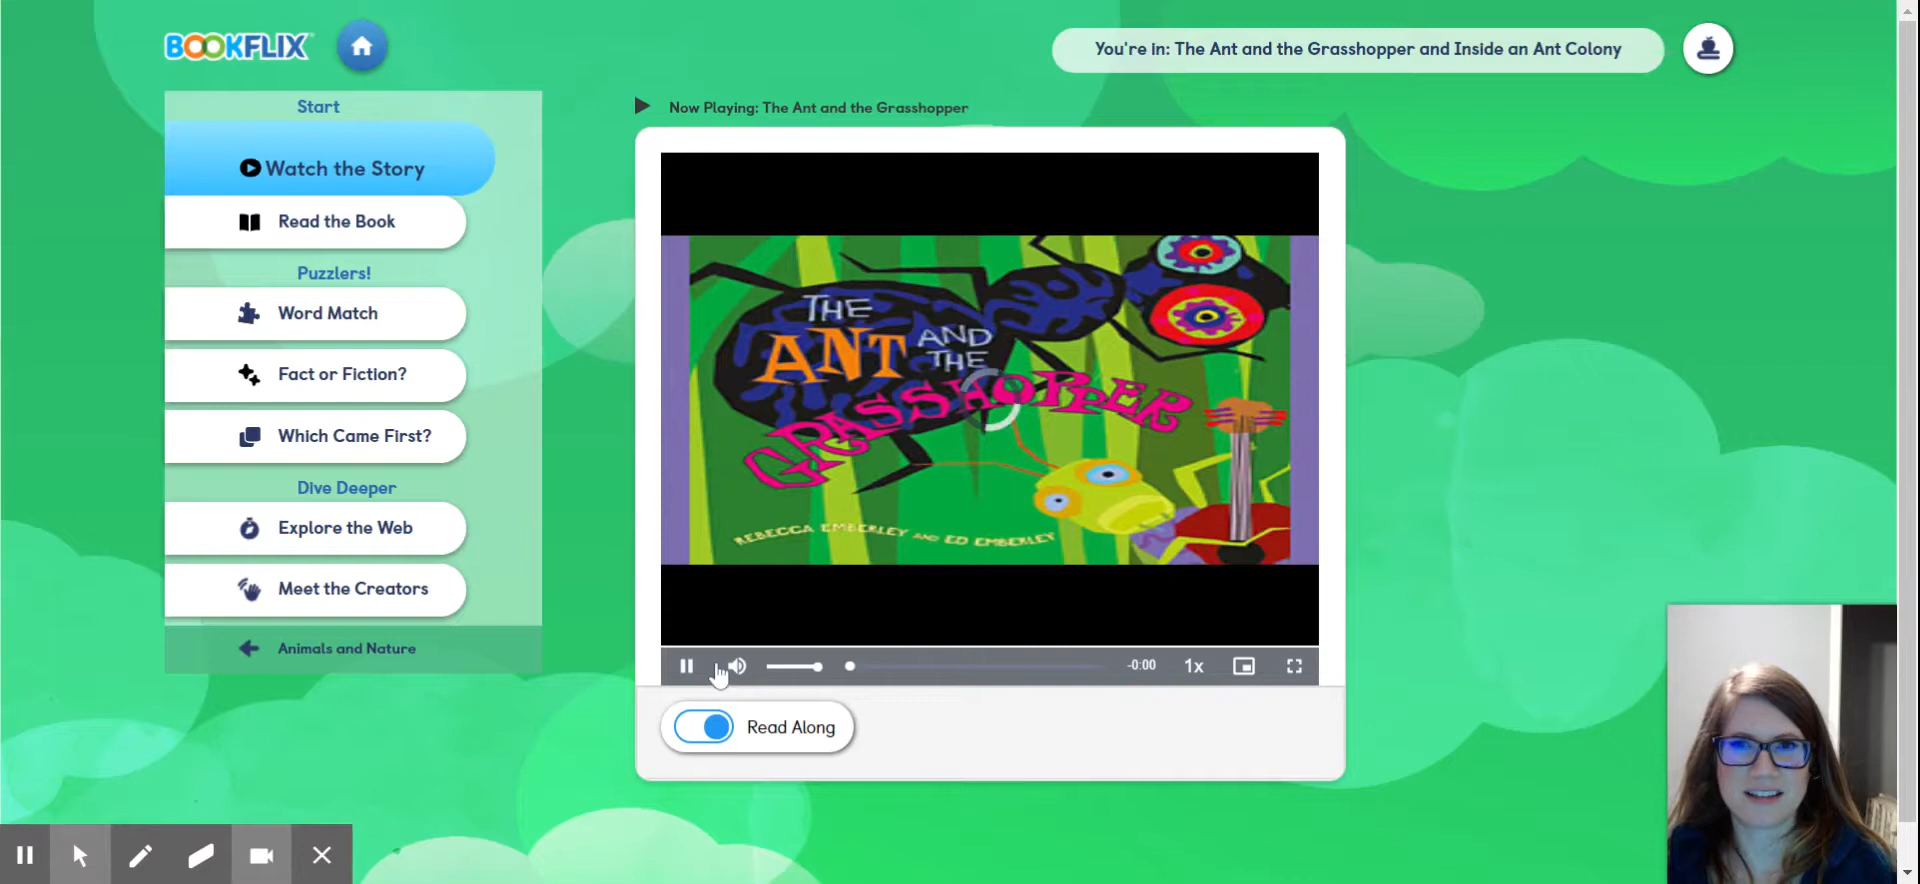 BOOKFLIX
You're in: The Ant and the Grasshopper and Inside an Ant Colony
Start
Watch the Story
Read the Book
Puzzlers!
Word Match
Fact or Fiction?
Which Came First?
Dive Deeper
Explore the Web
Meet the Creators
Animals and Nature
Now Playing: The Ant and the Grasshopper
THE
ANT AND
THE
GRASSHOPPER
REBECCA EMBERLEY AND ED EMBERLEY
-0:00
1x
Read Along